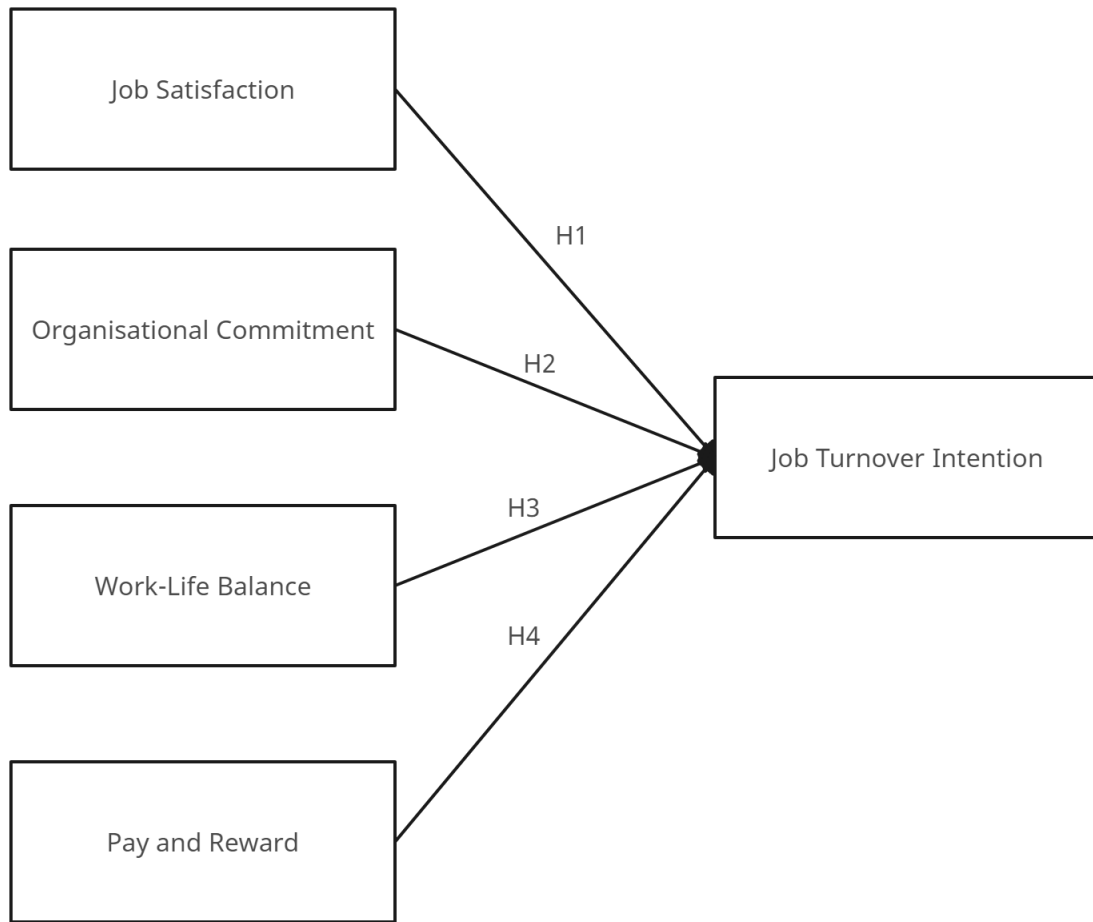 Job Satisfaction
H1
Organisational Commitment
H2
Job Turnover Intention
H3
Work-Life Balance
H4
Pay and Reward